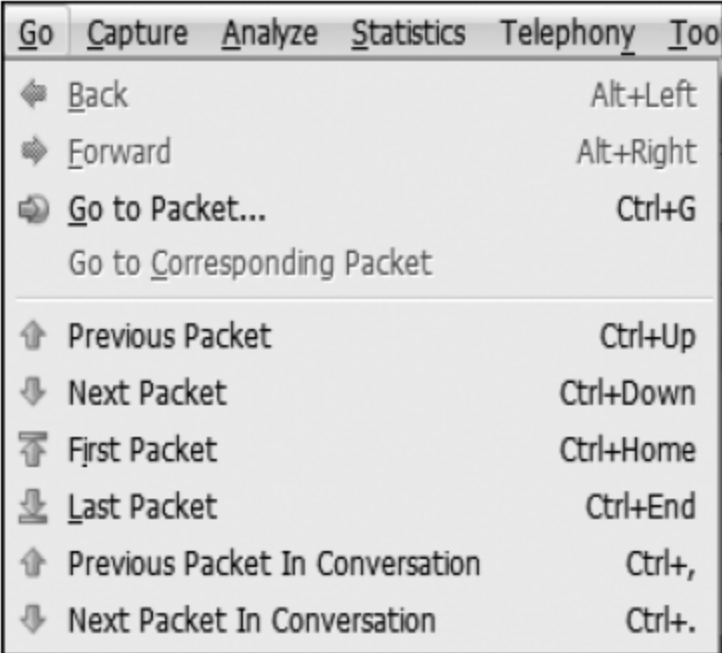 Go Capture Analyze Statistics Telephony Too
Back Alt+Left
Forward Alt+Right
Go to Packet... Ctrl+G
Go to Corresponding Packet
Previous Packet Ctrl+Up
Next Packet Ctrl+Down
First Packet Ctrl+Home
Last Packet Ctrl+End
Previous Packet In Conversation Ctrl+,
Next Packet In Conversation Ctrl+.